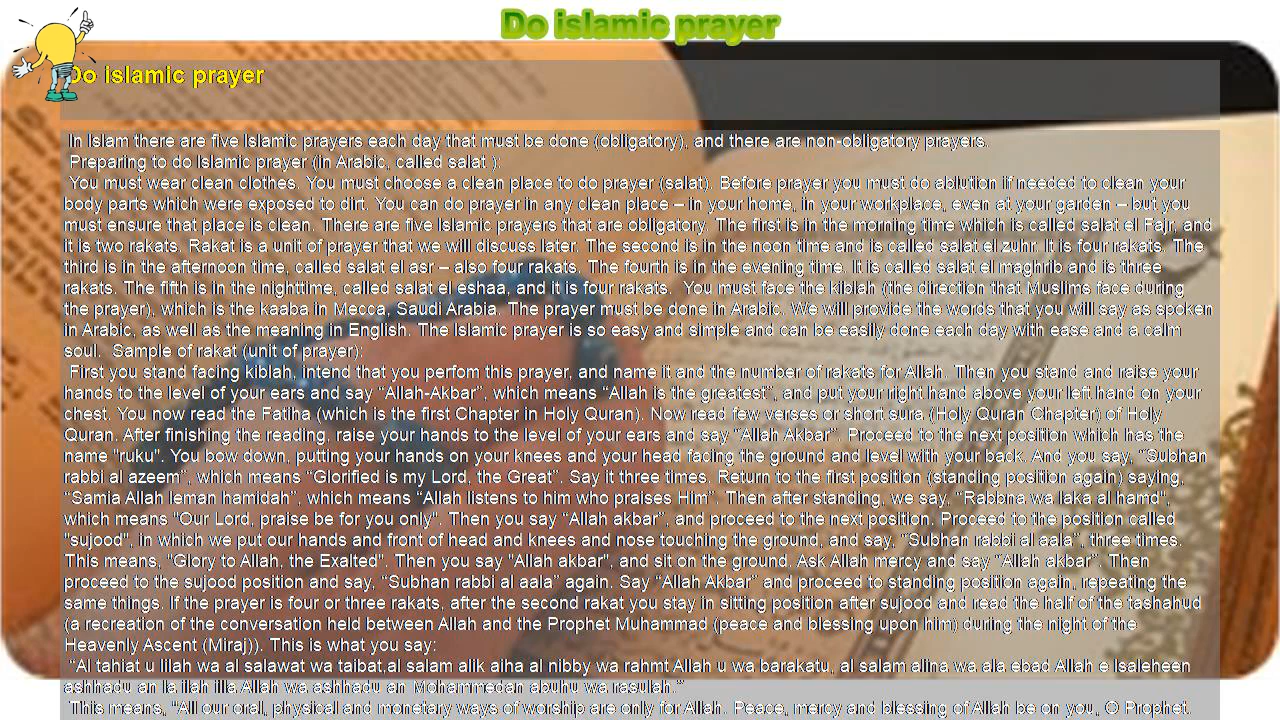 Do islamic prayer
Do islamic prayer
In Islam there are five Islamic prayers each day that must be done (obligatory), and there are non-obligatory prayers.
Preparing to do Islamic prayer (in Arabic, called salat ):
You must wear clean clothes. You must choose a clean place to do prayer (salat). Before prayer you must do ablution if needed to clean your
body parts which were exposed to dirt. You can do prayer in any clean place – in your home, in your workplace, even at your garden – but you
must ensure that place is clean. There are five Islamic prayers that are obligatory. The first is in the morning time which is called salat el Fajr, and
it is two rakats. Rakat is a unit of prayer that we will discuss later. The second is in the noon time and is called salat el zuhr. It is four rakats. The
third is in the afternoon time, called salat el asr – also four rakats. The fourth is in the evening time. It is called salat el maghrib and is three
rakats. The fifth is in the nighttime, called salat el eshaa, and it is four rakats.  You must face the kiblah (the direction that Muslims face during
the prayer), which is the kaaba in Mecca, Saudi Arabia. The prayer must be done in Arabic. We will provide the words that you will say as spoken
in Arabic, as well as the meaning in English. The Islamic prayer is so easy and simple and can be easily done each day with ease and a calm
soul.  Sample of rakat (unit of prayer):
First you stand facing kiblah, intend that you perfom this prayer, and name it and the number of rakats for Allah. Then you stand and raise your
hands to the level of your ears and say “Allah-Akbar”, which means “Allah is the greatest”, and put your right hand above your left hand on your
chest. You now read the Fatiha (which is the first Chapter in Holy Quran). Now read few verses or short sura (Holy Quran Chapter) of Holy
Quran. After finishing the reading, raise your hands to the level of your ears and say “Allah Akbar”. Proceed to the next position which has the
name "ruku". You bow down, putting your hands on your knees and your head facing the ground and level with your back. And you say, “Subhan
rabbi al azeem”, which means “Glorified is my Lord, the Great”. Say it three times. Return to the first position (standing position again) saying,
“Samia Allah leman hamidah”, which means “Allah listens to him who praises Him”. Then after standing, we say, “Rabbna wa laka al hamd”,
which means "Our Lord, praise be for you only". Then you say “Allah akbar”, and proceed to the next position. Proceed to the position called
"sujood", in which we put our hands and front of head and knees and nose touching the ground, and say, “Subhan rabbi al aala”, three times.
This means, "Glory to Allah, the Exalted". Then you say "Allah akbar", and sit on the ground. Ask Allah mercy and say “Allah akbar”. Then
proceed to the sujood position and say, “Subhan rabbi al aala” again. Say “Allah Akbar” and proceed to standing position again, repeating the
same things. If the prayer is four or three rakats, after the second rakat you stay in sitting position after sujood and read the half of the tashahud
(a recreation of the conversation held between Allah and the Prophet Muhammad (peace and blessing upon him) during the night of the
Heavenly Ascent (Miraj)). This is what you say:
“Al tahiat u lilah wa al salawat wa taibat,al salam alik aiha al nibby wa rahmt Allah u wa barakatu, al salam alina wa ala ebad Allah e lsaleheen
ashhadu an la ilah illa Allah wa ashhadu an Mohammedan abuhu wa rasulah.”
This means, “All our oral, physical and monetary ways of worship are only for Allah. Peace, mercy and blessing of Allah be on you, O Prophet.